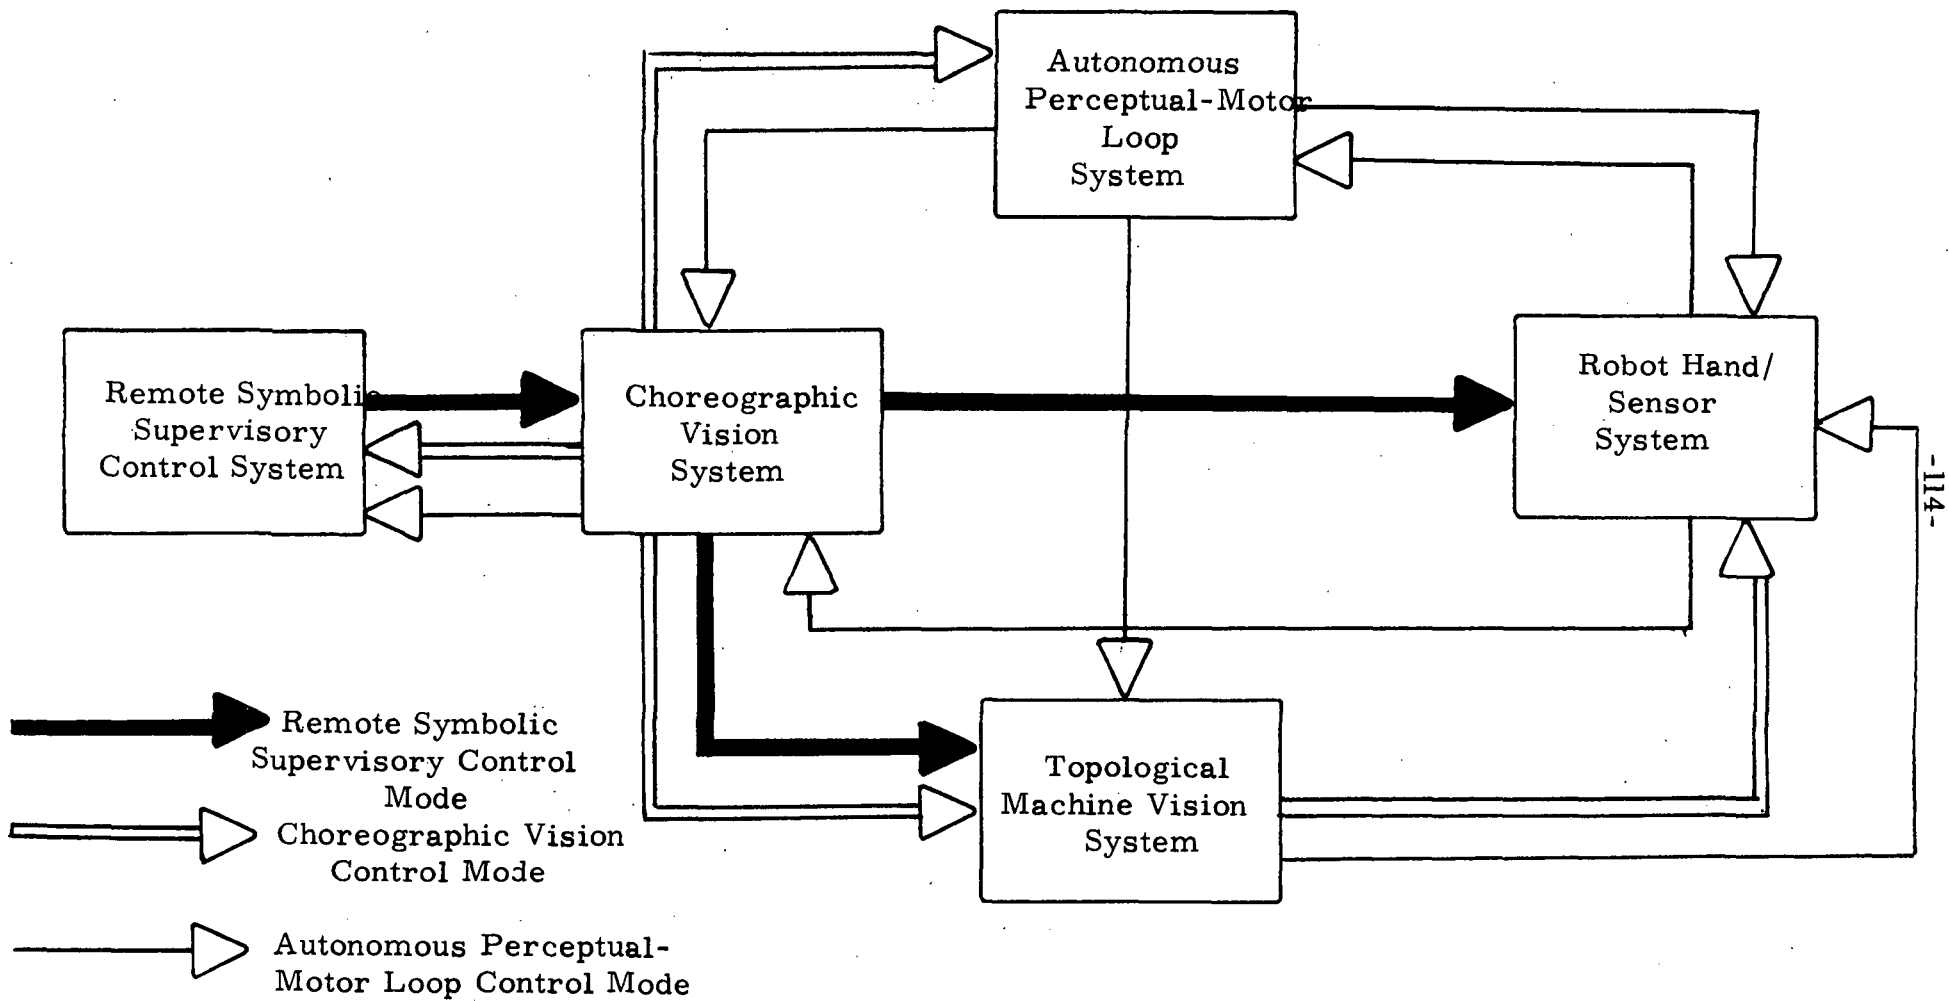 Autonomous
Perceptual-Motor
Loop
System
Remote Symbolic
Supervisory
Control System
Choreographic
Vision
System
Robot Hand/
Sensor
System
-114-
Topological
Machine Vision
System
Remote Symbolic
Supervisory Control
Mode
Choreographic Vision
Control Mode
Autonomous Perceptual-
Motor Loop Control Mode